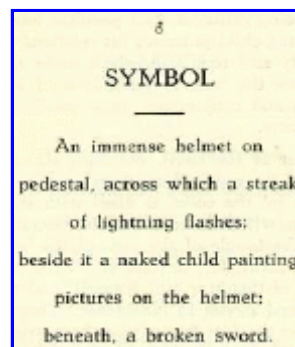 8
SYMBOL
An immense helmet on
pedestal, across which a streak
of lightning flashes:
beside it a naked child painting
pictures on the helmet:
beneath, a broken sword.